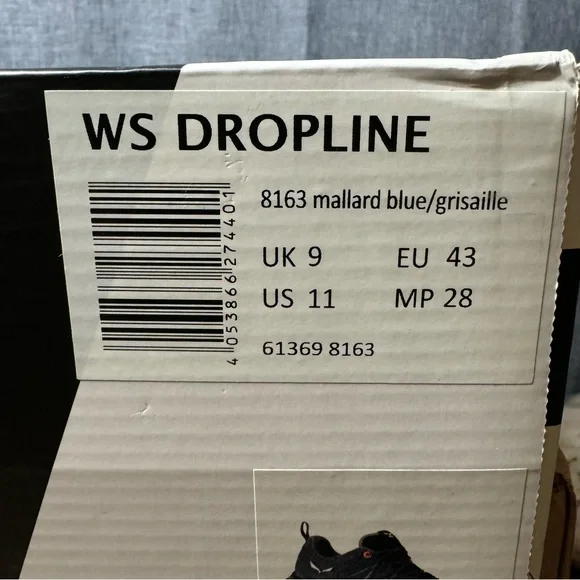 WS DROPLINE
8163 mallard blue/grisaille
UK 9 EU 43
US 11 MP 28
61369 8163
4053866274401